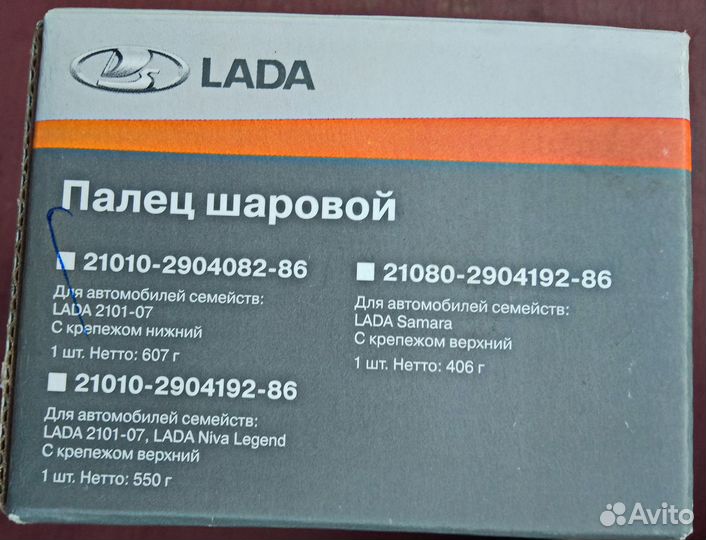 LADA
Палец шаровой
21010-2904082-86
Для автомобилей семейств:
LADA 2101-07
С крепежом нижний
1 шт. Нетто: 607 г
21010-2904192-86
Для автомобилей семейств:
LADA 2101-07, LADA Niva Legend
С крепежом верхний
1 шт. Нетто: 550 г
21080-2904192-86
Для автомобилей семейств:
LADA Samara
С крепежом верхний
1 шт. Нетто: 406 г
Avito